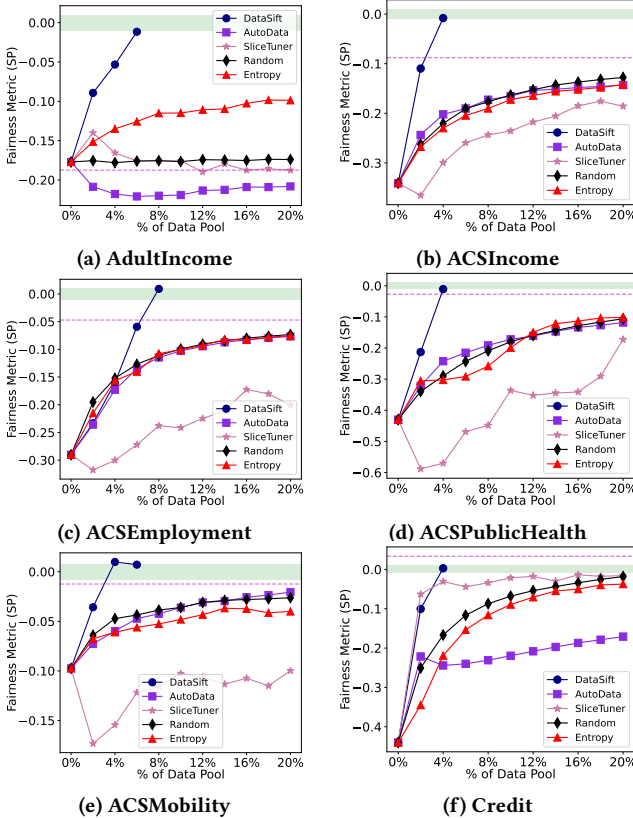 Fairness Metric (SP)
0.00
−0.05
−0.10
−0.15
−0.20
0% 4% 8% 12% 16% 20%
% of Data Pool
DataSift
AutoData
SliceTuner
Random
Entropy
(a) AdultIncome
Fairness Metric (SP)
0.0
−0.1
−0.2
−0.3
0% 4% 8% 12% 16% 20%
% of Data Pool
DataSift
AutoData
SliceTuner
Random
Entropy
(b) ACSIncome
Fairness Metric (SP)
0.00
−0.05
−0.10
−0.15
−0.20
−0.25
−0.30
0% 4% 8% 12% 16% 20%
% of Data Pool
DataSift
AutoData
SliceTuner
Random
Entropy
(c) ACSEmployment
Fairness Metric (SP)
0.0
−0.1
−0.2
−0.3
−0.4
−0.5
−0.6
0% 4% 8% 12% 16% 20%
% of Data Pool
DataSift
AutoData
SliceTuner
Random
Entropy
(d) ACSPublicHealth
Fairness Metric (SP)
0.00
−0.05
−0.10
−0.15
0% 4% 8% 12% 16% 20%
% of Data Pool
DataSift
AutoData
SliceTuner
Random
Entropy
(e) ACSMobility
Fairness Metric (SP)
0.0
−0.1
−0.2
−0.3
−0.4
0% 4% 8% 12% 16% 20%
% of Data Pool
DataSift
AutoData
SliceTuner
Random
Entropy
(f) Credit